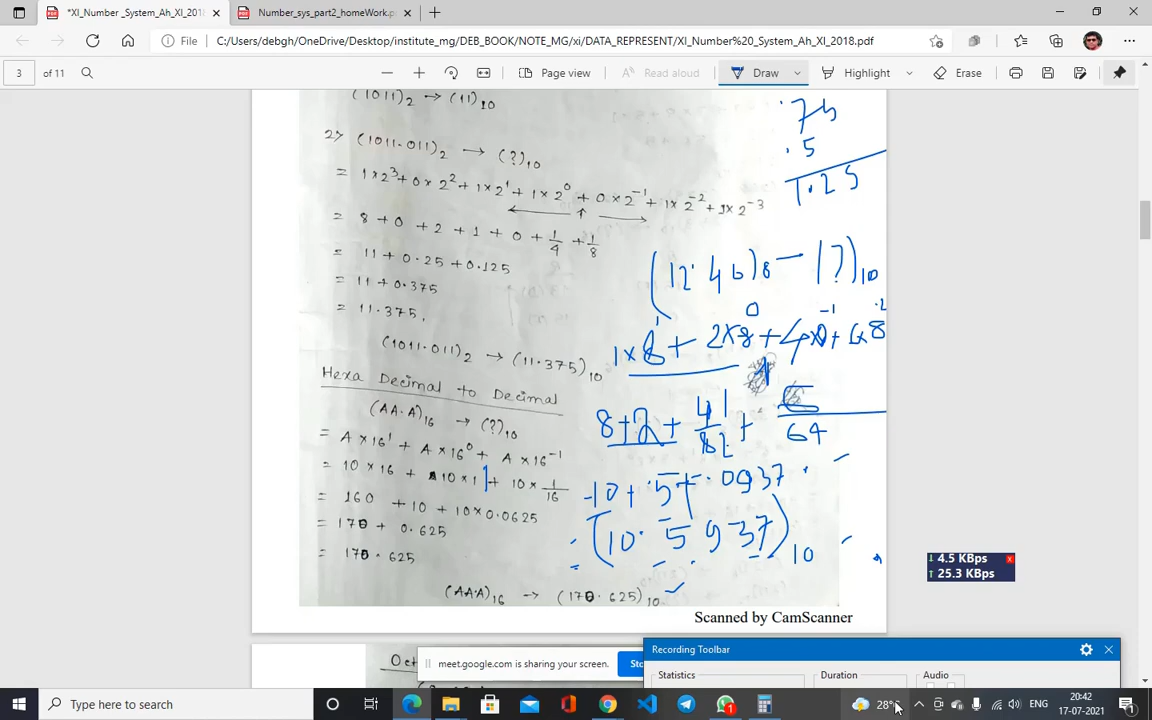 *XI_Number _System_Ah_XI_201
Number_sys_part2_homeWork.p
File
C:/Users/debgh/OneDrive/Desktop/institute_mg/DEB_BOOK/NOTE_MG/xi/DATA_REPRESENT/XI_Number%20_System_Ah_XI_2018.pdf
3 of 11
Page view
Read aloud
Draw
Highlight
Erase
(1011)₂ → (11)₁₀
2> (1011.011)₂ → (?)₁₀
= 1×2³ + 0×2² + 1×2¹ + 1×2⁰ + 0×2⁻¹ + 1×2⁻² + 1×2⁻³
= 8 + 0 + 2 + 1 + 0 + 1/4 + 1/8
= 11 + 0.25 + 0.125
= 11 + 0.375
= 11.375,
(1011.011)₂ → (11.375)₁₀
Hexa Decimal to Decimal
(AA.A)₁₆ → (?)₁₀
= A×16¹ + A×16⁰ + A×16⁻¹
= 10×16 + 10×1 + 10×1/16
= 160 + 10 + 10×0.0625
= 170 + 0.625
= 170.625
(AA.A)₁₆ → (170.625)₁₀
.75
.5
1.25
(12.46)₈ — (?)₁₀
8+2+
64
10+.5+.0937
= (10.5937)₁₀
Scanned by CamScanner
Oct
meet.google.com is sharing your screen.
Recording Toolbar
Statistics
Duration
Audio
4.5 KBps
25.3 KBps
Type here to search
28°
ENG
20:42
17-07-2021